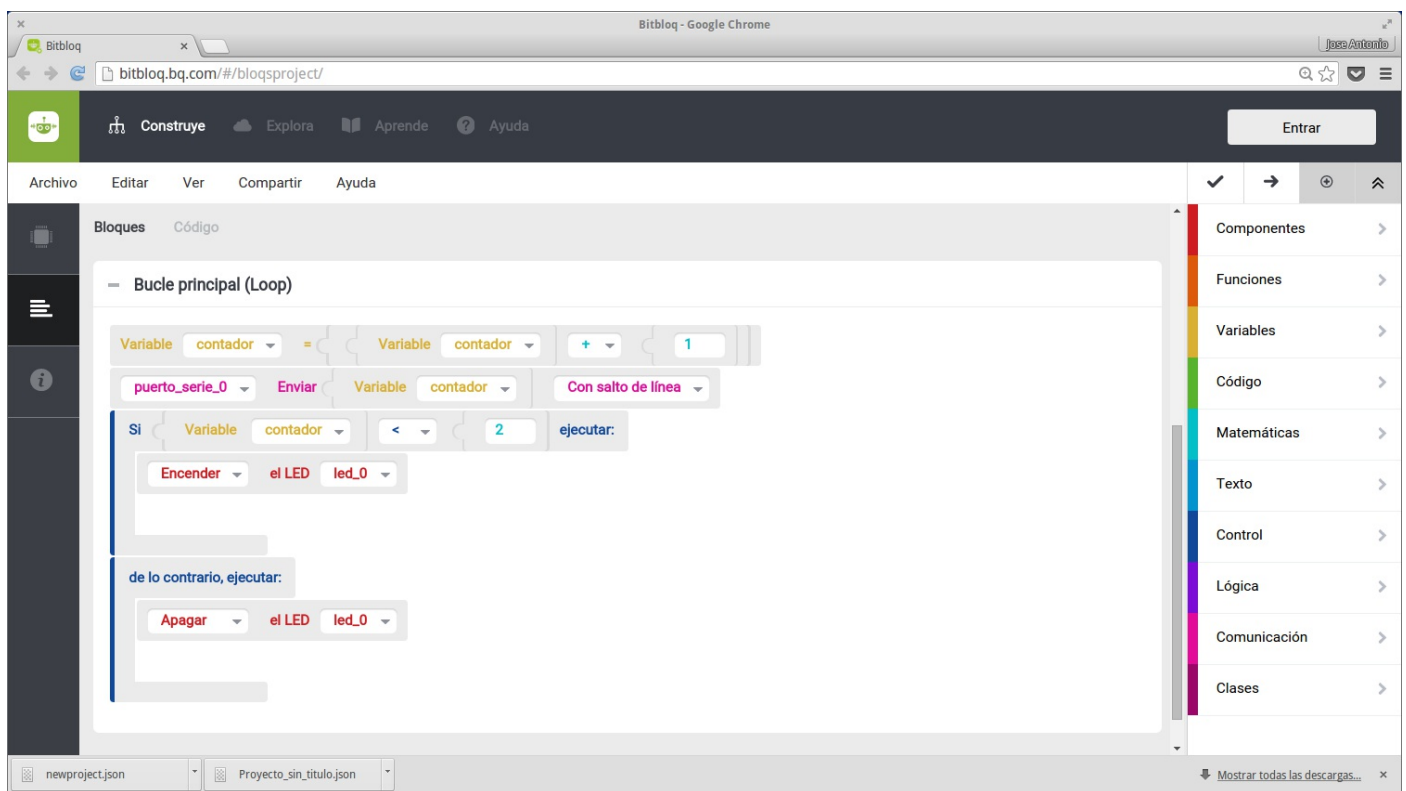 Bitbloq - Google Chrome
Bitbloq
Jose Antonio
bitbloq.bq.com/#/bloqsproject/
Construye Explora Aprende Ayuda Entrar
Archivo Editar Ver Compartir Ayuda
Bloques Código
Bucle principal (Loop)
Variable contador = Variable contador + 1
puerto_serie_0 Enviar Variable contador Con salto de línea
Si Variable contador < 2 ejecutar:
Encender el LED led_0
de lo contrario, ejecutar:
Apagar el LED led_0
Componentes
Funciones
Variables
Código
Matemáticas
Texto
Control
Lógica
Comunicación
Clases
newproject.json Proyecto_sin_titulo.json Mostrar todas las descargas...